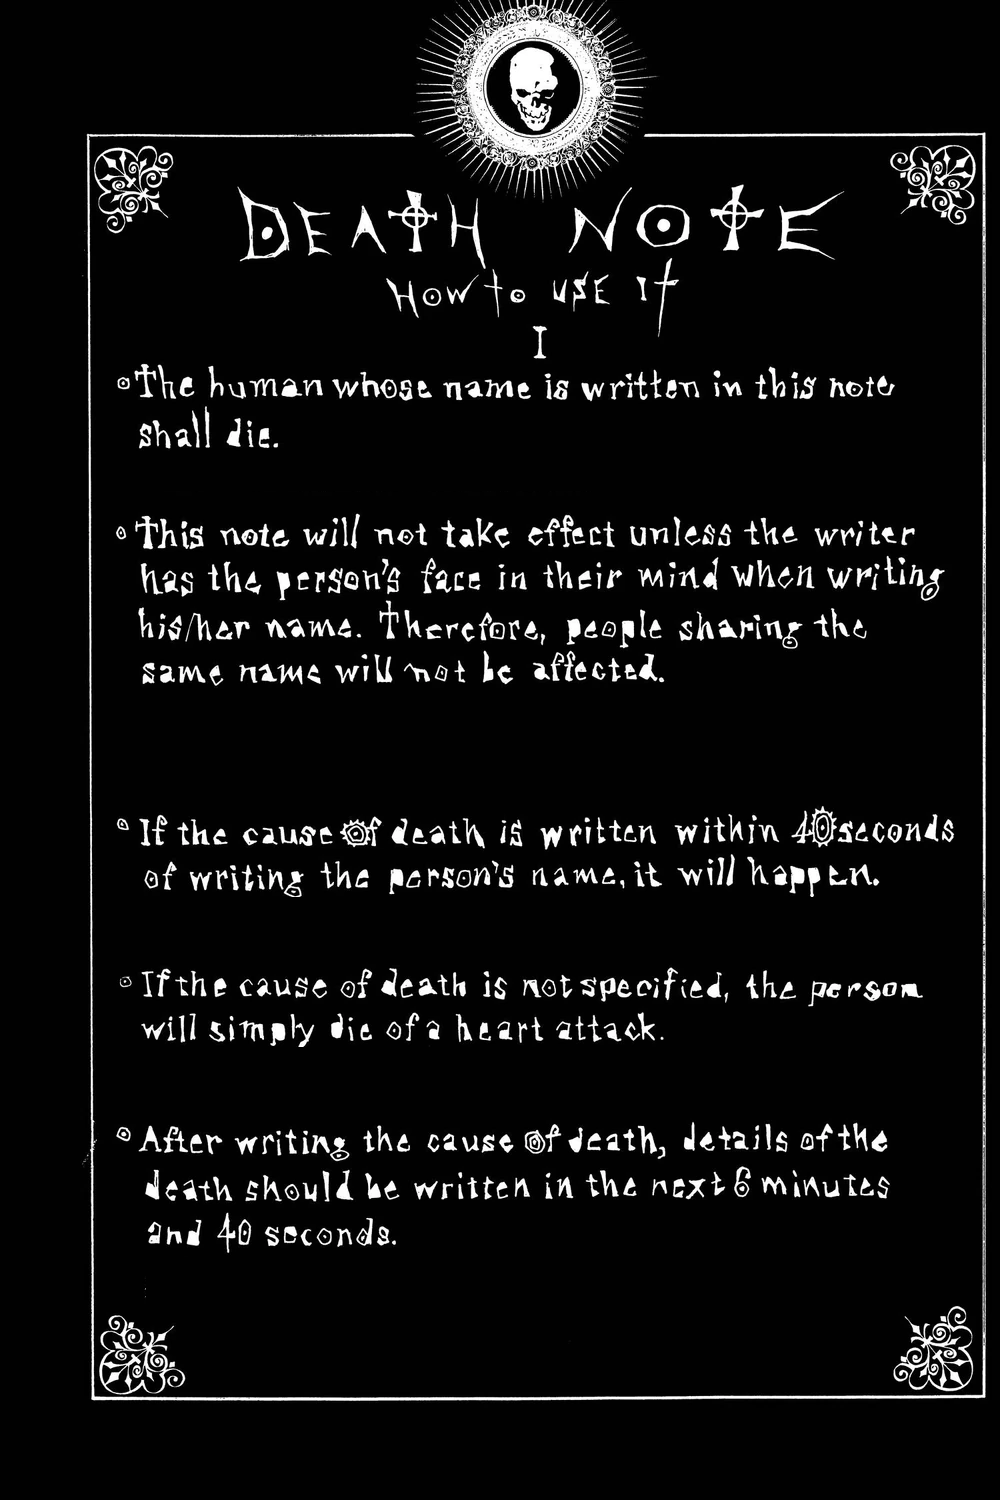 DEATH NOTE
HOW to USE It
I
The human whose name is written in this note
shall die.
This note will not take effect unless the writer
has the person's face in their mind when writing
his/her name. Therefore, people sharing the
same name will not be affected.
If the cause of death is written within 40 seconds
of writing the person's name, it will happen.
If the cause of death is not specified, the person
will simply die of a heart attack.
After writing the cause of death, details of the
death should be written in the next 6 minutes
and 40 seconds.